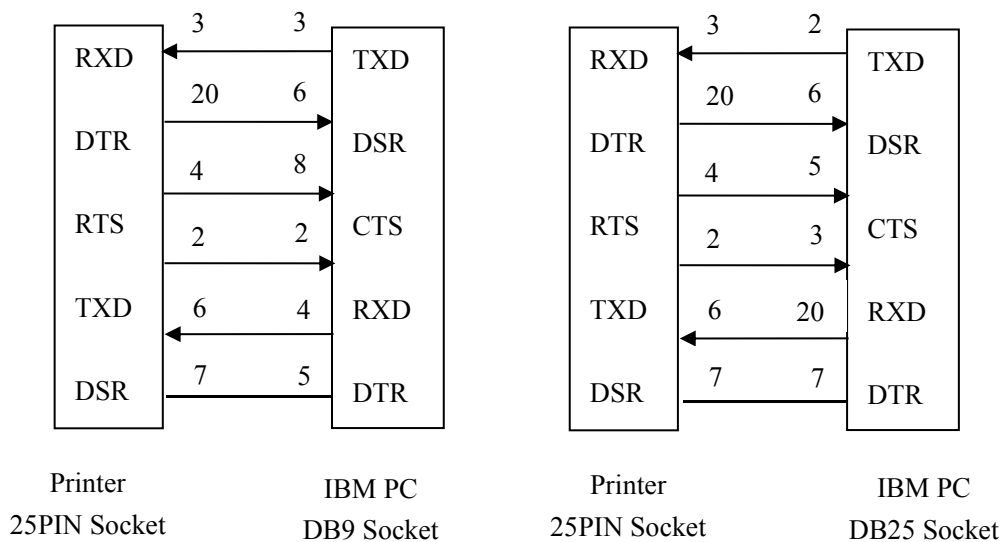 3 3
RXD TXD
20 6
DTR DSR
4 8
RTS CTS
2 2
TXD RXD
6 4
DSR DTR
7 5
Printer
25PIN Socket
IBM PC
DB9 Socket
3 2
RXD TXD
20 6
DTR DSR
4 5
RTS CTS
2 3
TXD RXD
6 20
DSR DTR
7 7
Printer
25PIN Socket
IBM PC
DB25 Socket